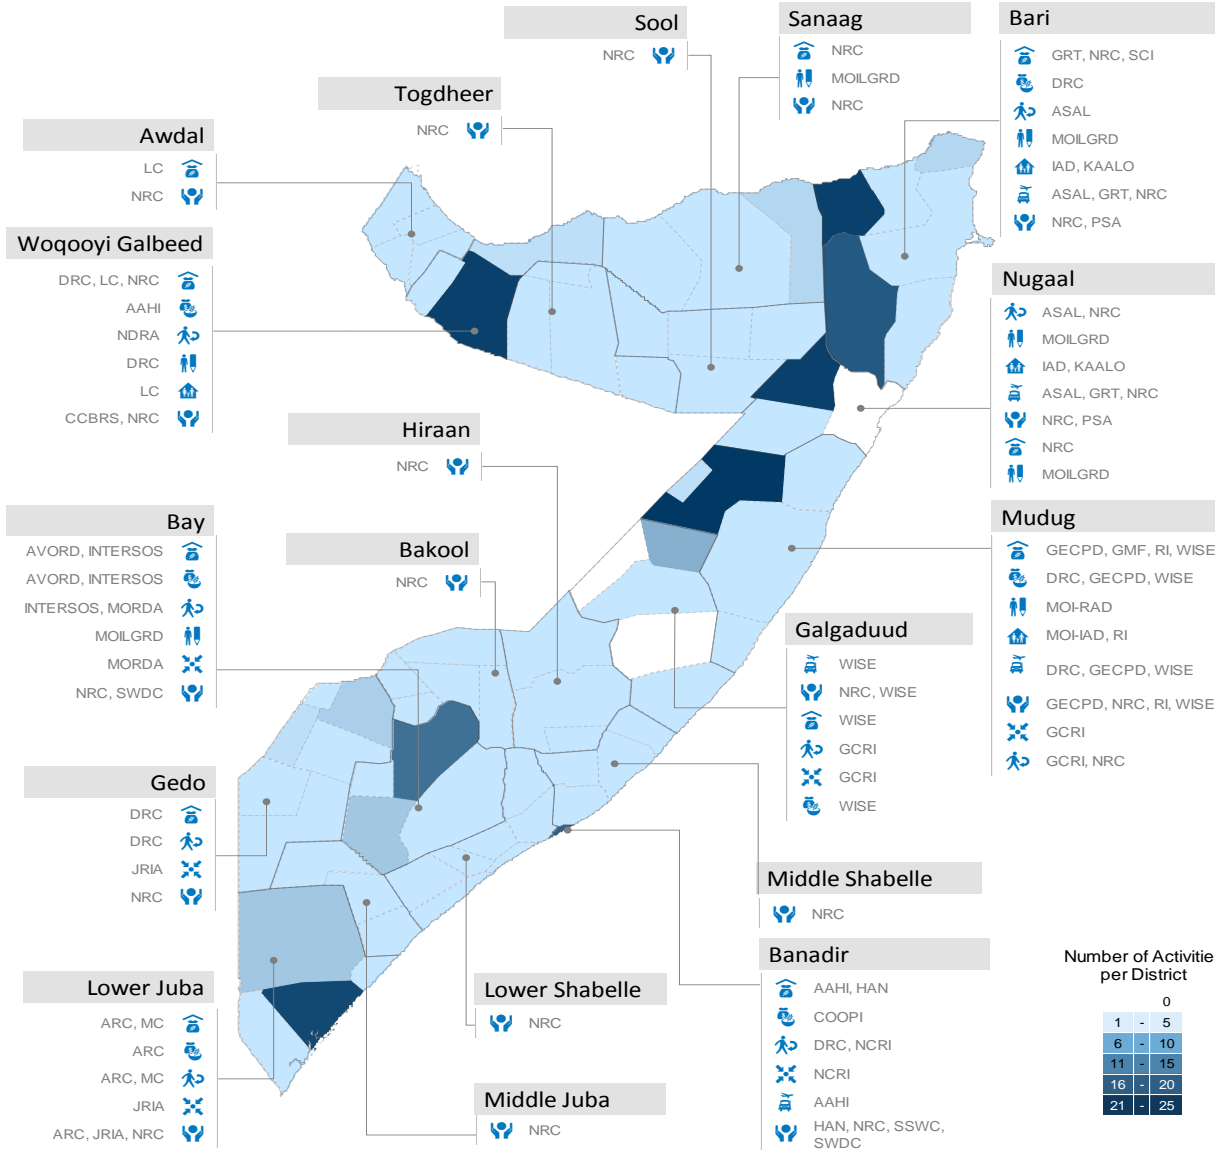 Sool
NRC
Sanaag
NRC
MOILGRD
NRC
Bari
GRT, NRC, SCI
DRC
ASAL
MOILGRD
IAD, KAALO
ASAL, GRT, NRC
NRC, PSA
Togdheer
NRC
Awdal
LC
NRC
Woqooyi Galbeed
DRC, LC, NRC
AAHI
NDRA
DRC
LC
CCBRS, NRC
Nugaal
ASAL, NRC
MOILGRD
IAD, KAALO
ASAL, GRT, NRC
NRC, PSA
NRC
MOILGRD
Hiraan
NRC
Bay
AVORD, INTERSOS
AVORD, INTERSOS
INTERSOS, MORDA
MOILGRD
MORDA
NRC, SWDC
Bakool
NRC
Mudug
GECPD, GMF, RI, WISE
DRC, GECPD, WISE
MOI-RAD
MOI-IAD, RI
DRC, GECPD, WISE
GECPD, NRC, RI, WISE
GCRI
GCRI, NRC
Galgaduud
WISE
NRC, WISE
WISE
GCRI
GCRI
WISE
Gedo
DRC
DRC
JRIA
NRC
Middle Shabelle
NRC
Banadir
AAHI, HAN
COOPI
DRC, NCRI
NCRI
AAHI
HAN, NRC, SSWC,
SWDC
Lower Juba
ARC, MC
ARC
ARC, MC
JRIA
ARC, JRIA, NRC
Lower Shabelle
NRC
Middle Juba
NRC
Number of Activitie
per District
0
1 - 5
6 - 10
11 - 15
16 - 20
21 - 25